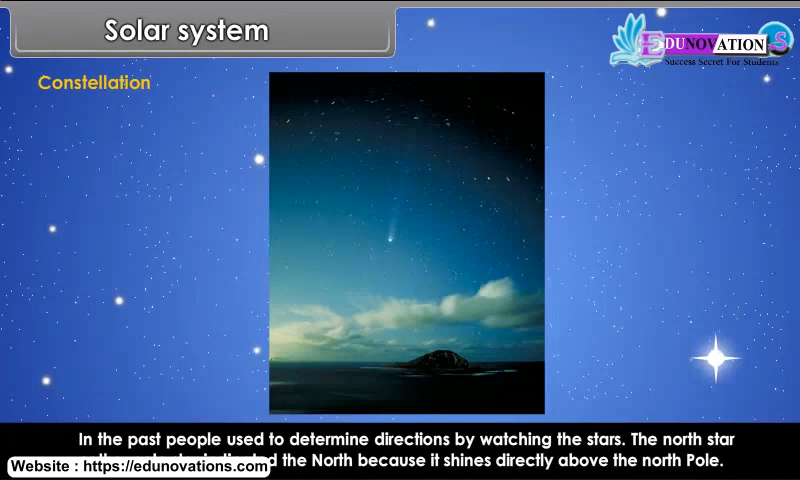 Solar system
EDUNOVATION S
Success Secret For Students
Constellation
In the past people used to determine directions by watching the stars. The north star
the North because it shines directly above the north Pole.
Website : https://edunovations.com